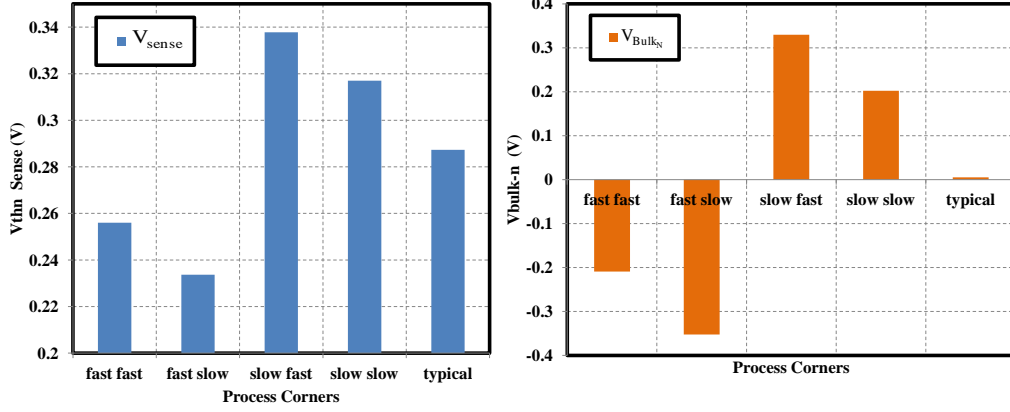 V_sense
0.34
0.32
0.3
0.28
0.26
0.24
0.22
0.2
Vthn Sense (V)
fast fast fast slow slow fast slow slow typical
Process Corners
V_BulkN
0.4
0.3
0.2
0.1
0
-0.1
-0.2
-0.3
-0.4
Vbulk-n (V)
fast fast fast slow slow fast slow slow typical
Process Corners